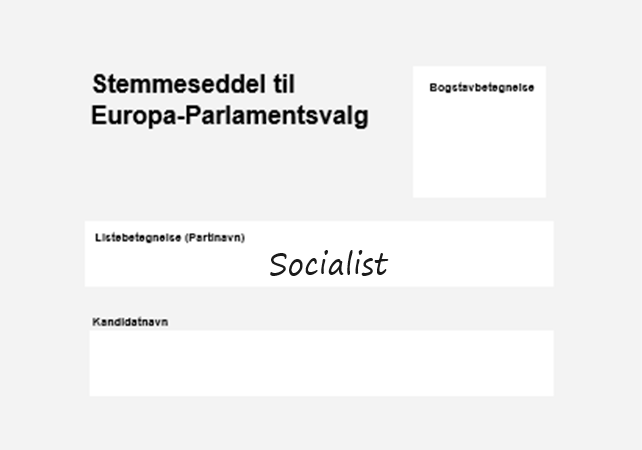 Stemmeseddel til
Europa-Parlamentsvalg
Bogstavbetegnelse
Listebetegnelse (Partinavn)
Socialist
Kandidatnavn